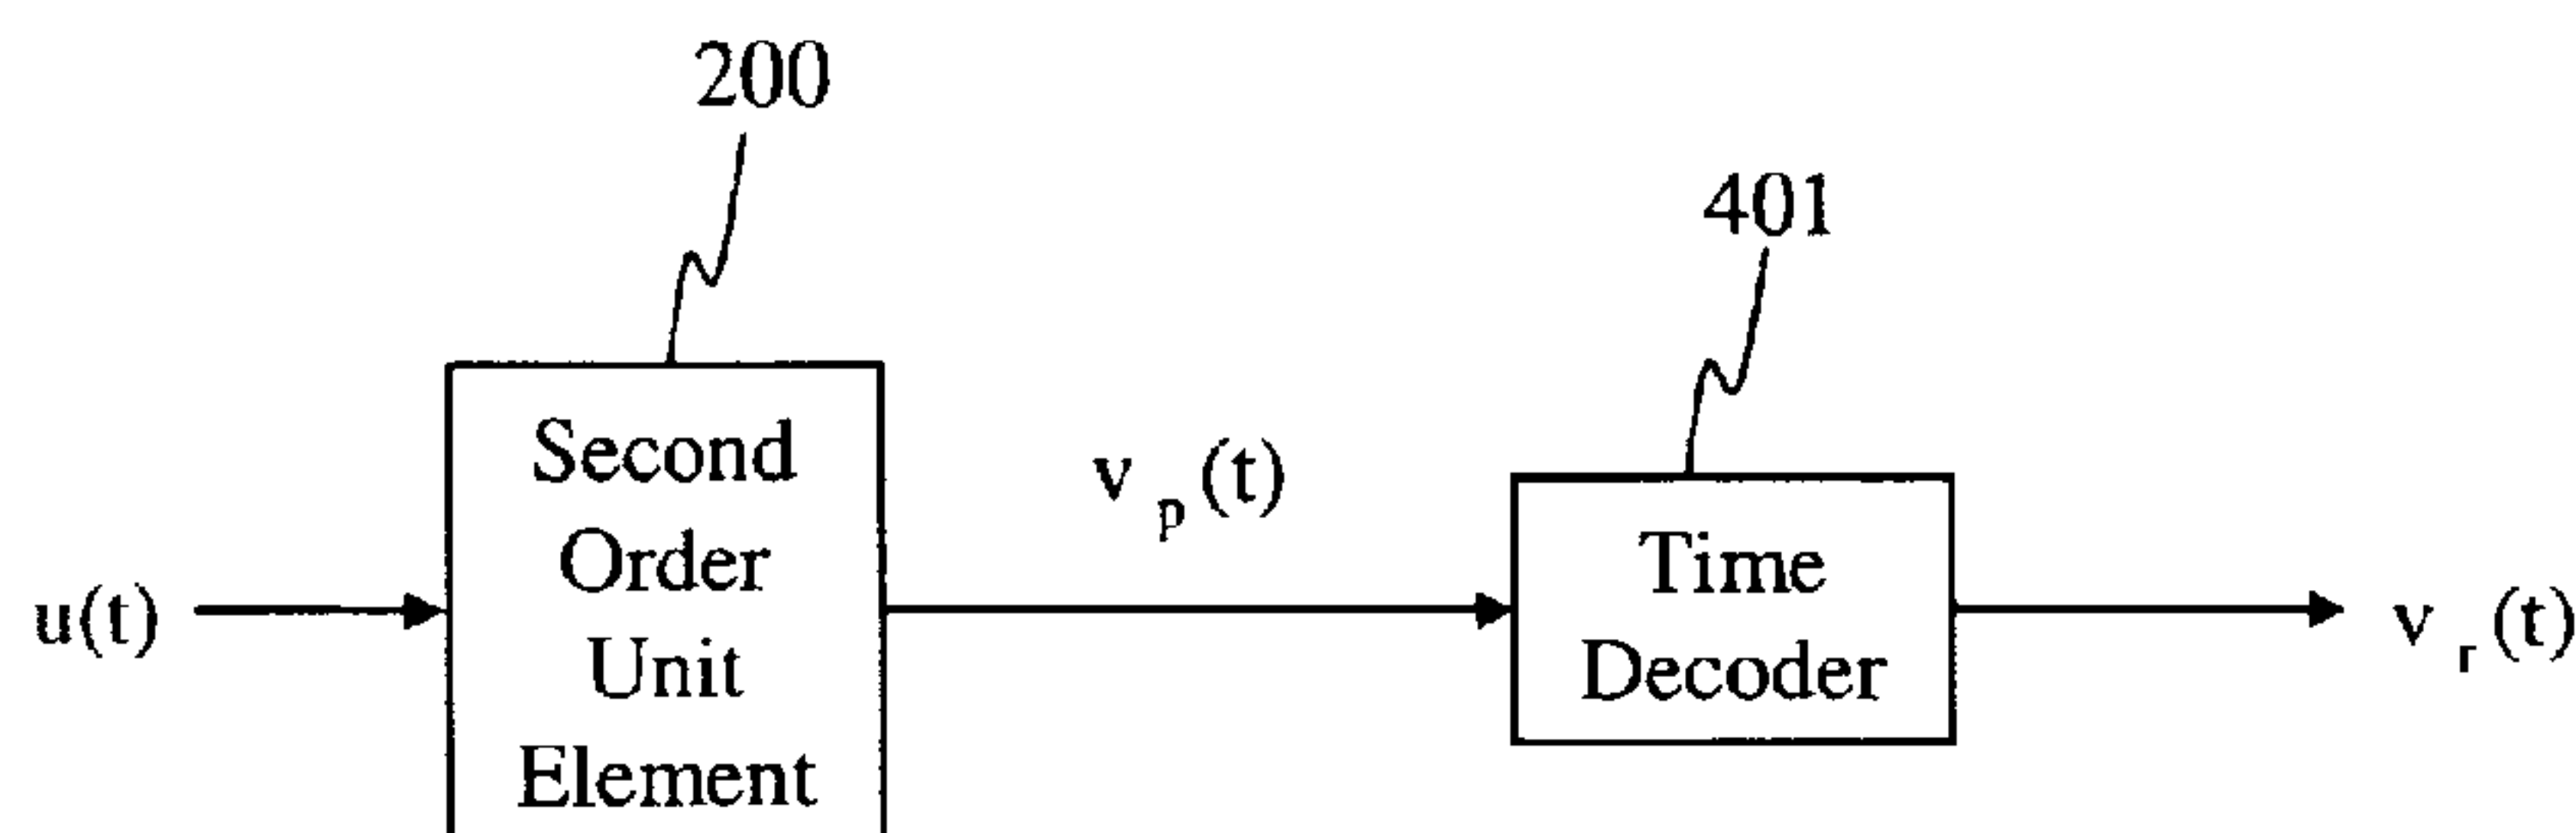 200
401
Second
Order
Unit
Element
v p (t)
Time
Decoder
u(t)
v r (t)